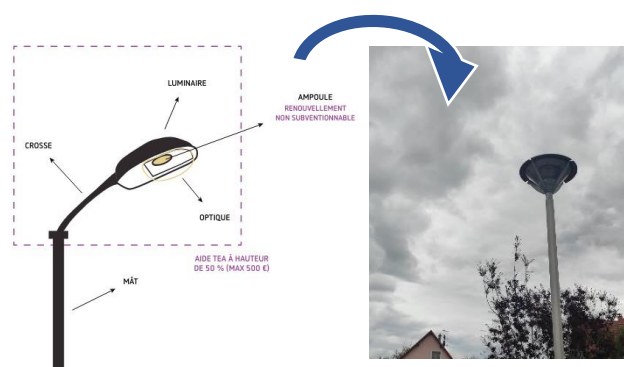 LUMINAIRE
AMPOULE
RENOUVELLEMENT
NON SUBVENTIONNABLE
CROSSE
OPTIQUE
AIDE TEA À HAUTEUR
DE 50 % (MAX 500 €)
MÂT